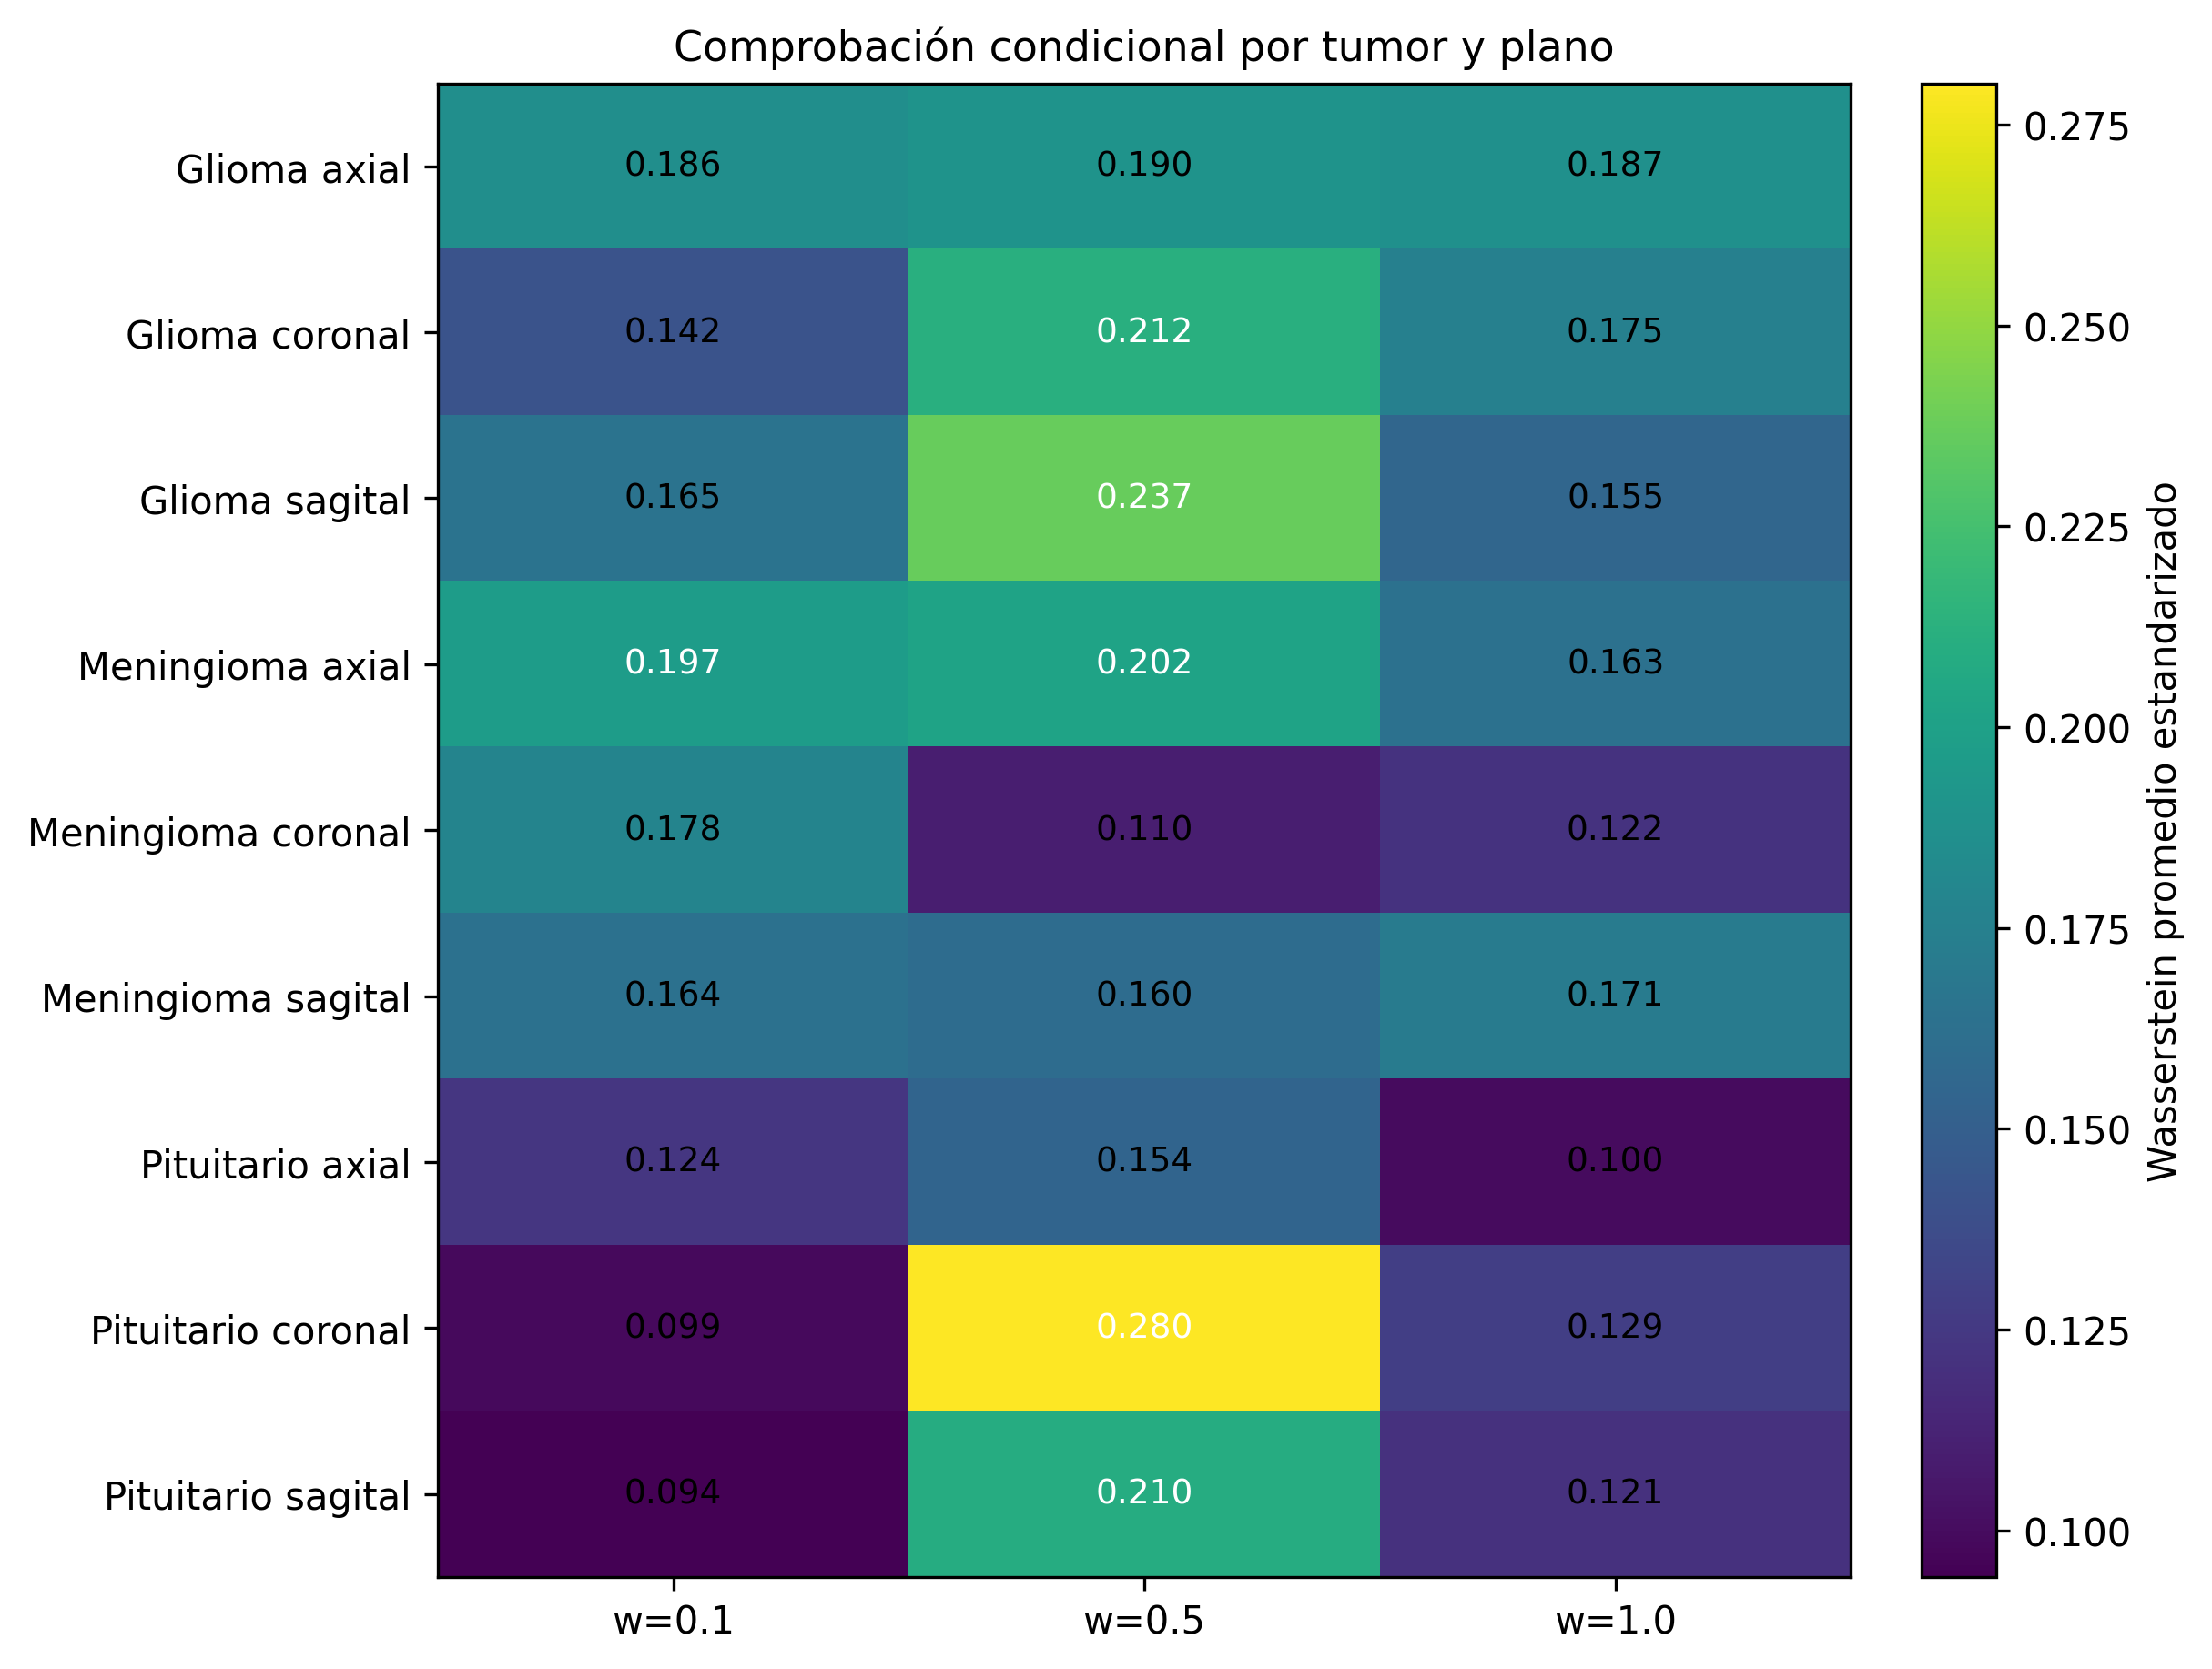 Comprobación condicional por tumor y plano
Glioma axial 0.186 0.190 0.187
Glioma coronal 0.142 0.212 0.175
Glioma sagital 0.165 0.237 0.155
Meningioma axial 0.197 0.202 0.163
Meningioma coronal 0.178 0.110 0.122
Meningioma sagital 0.164 0.160 0.171
Pituitario axial 0.124 0.154 0.100
Pituitario coronal 0.099 0.280 0.129
Pituitario sagital 0.094 0.210 0.121
w=0.1 w=0.5 w=1.0
0.275
0.250
0.225
0.200
0.175
0.150
0.125
0.100
Wasserstein promedio estandarizado